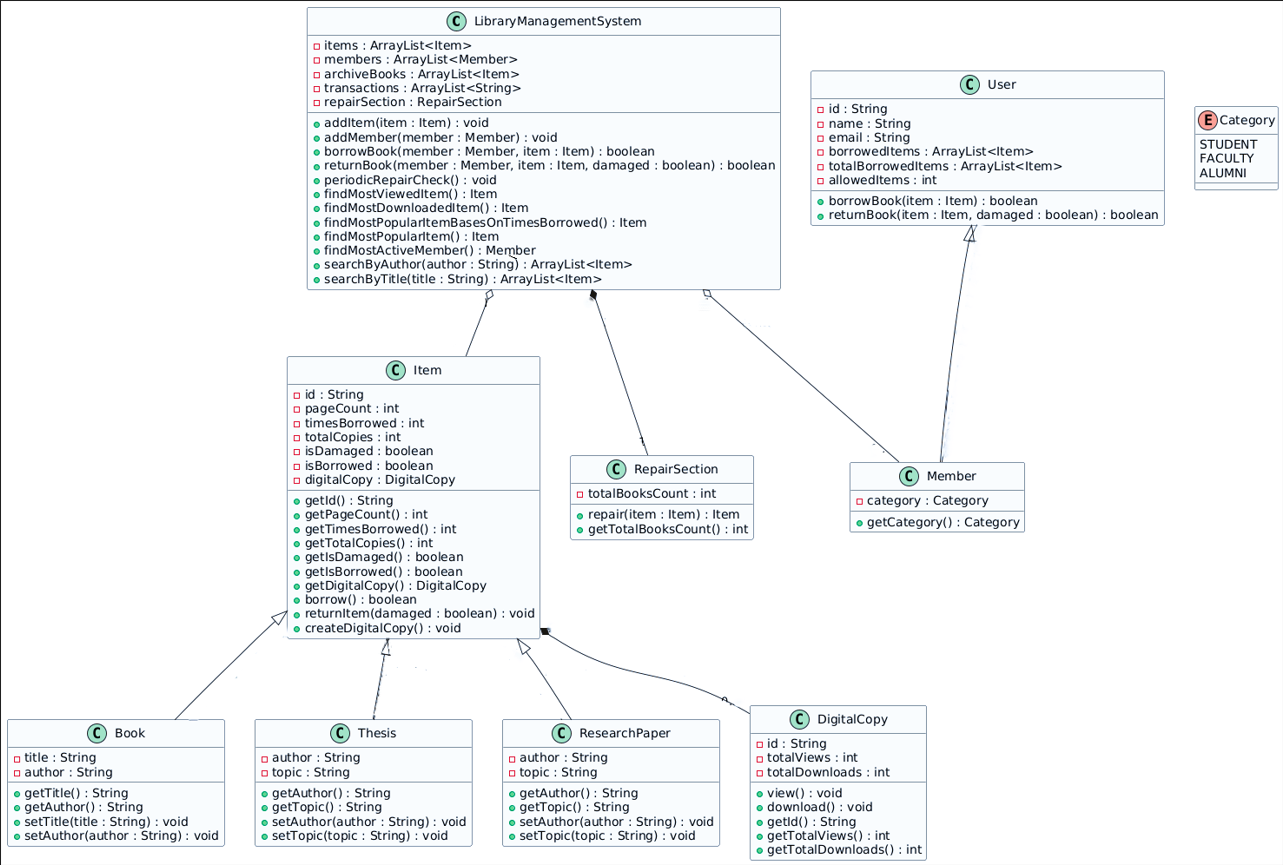 LibraryManagementSystem
items : ArrayList<Item>
members : ArrayList<Member>
archiveBooks : ArrayList<Item>
transactions : ArrayList<String>
repairSection : RepairSection
addItem(item : Item) : void
addMember(member : Member) : void
borrowBook(member : Member, item : Item) : boolean
returnBook(member : Member, item : Item, damaged : boolean) : boolean
periodicRepairCheck() : void
findMostViewedItem() : Item
findMostDownloadedItem() : Item
findMostPopularItemBasesOnTimesBorrowed() : Item
findMostPopularItem() : Item
findMostActiveMember() : Member
searchByAuthor(author : String) : ArrayList<Item>
searchByTitle(title : String) : ArrayList<Item>
User
id : String
name : String
email : String
borrowedItems : ArrayList<Item>
totalBorrowedItems : ArrayList<Item>
allowedItems : int
borrowBook(item : Item) : boolean
returnBook(item : Item, damaged : boolean) : boolean
Category
STUDENT
FACULTY
ALUMNI
Item
id : String
pageCount : int
timesBorrowed : int
totalCopies : int
isDamaged : boolean
isBorrowed : boolean
digitalCopy : DigitalCopy
getId() : String
getPageCount() : int
getTimesBorrowed() : int
getTotalCopies() : int
getIsDamaged() : boolean
getIsBorrowed() : boolean
getDigitalCopy() : DigitalCopy
borrow() : boolean
returnItem(damaged : boolean) : void
createDigitalCopy() : void
RepairSection
totalBooksCount : int
repair(item : Item) : Item
getTotalBooksCount() : int
Member
category : Category
getCategory() : Category
Book
title : String
author : String
getTitle() : String
getAuthor() : String
setTitle(title : String) : void
setAuthor(author : String) : void
Thesis
author : String
topic : String
getAuthor() : String
getTopic() : String
setAuthor(author : String) : void
setTopic(topic : String) : void
ResearchPaper
author : String
topic : String
getAuthor() : String
getTopic() : String
setAuthor(author : String) : void
setTopic(topic : String) : void
DigitalCopy
id : String
totalViews : int
totalDownloads : int
view() : void
download() : void
getId() : String
getTotalViews() : int
getTotalDownloads() : int